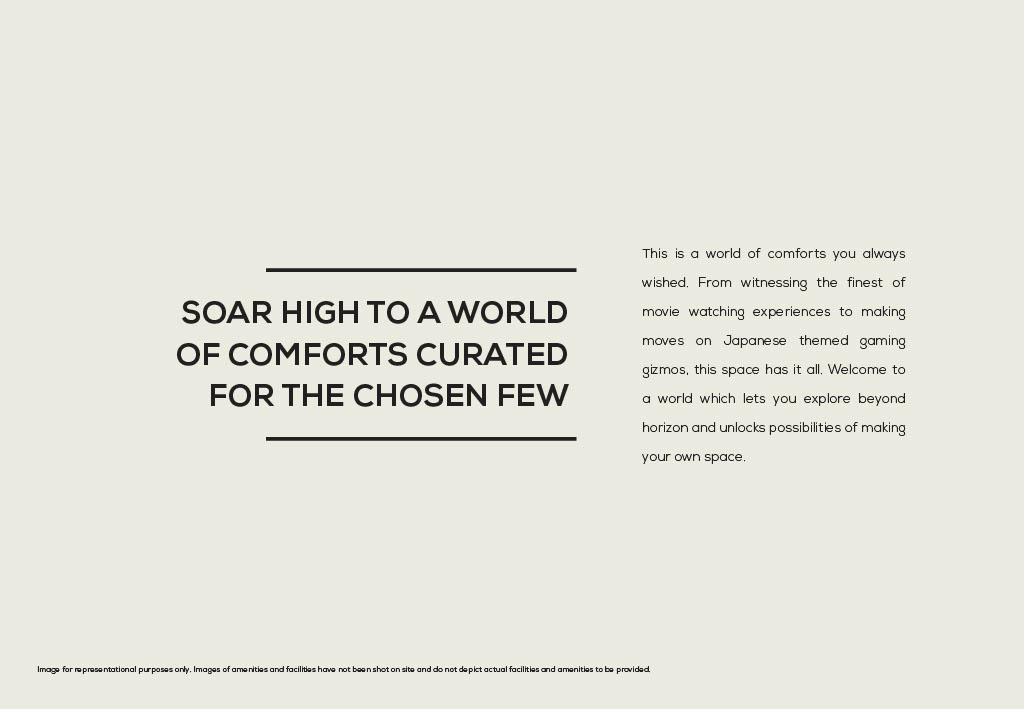 SOAR HIGH TO A WORLD
OF COMFORTS CURATED
FOR THE CHOSEN FEW
This is a world of comforts you always
wished. From witnessing the finest of
movie watching experiences to making
moves on Japanese themed gaming
gizmos, this space has it all. Welcome to
a world which lets you explore beyond
horizon and unlocks possibilities of making
your own space.
Image for representational purposes only. Images of amenities and facilities have not been shot on site and do not depict actual facilities and amenities to be provided.